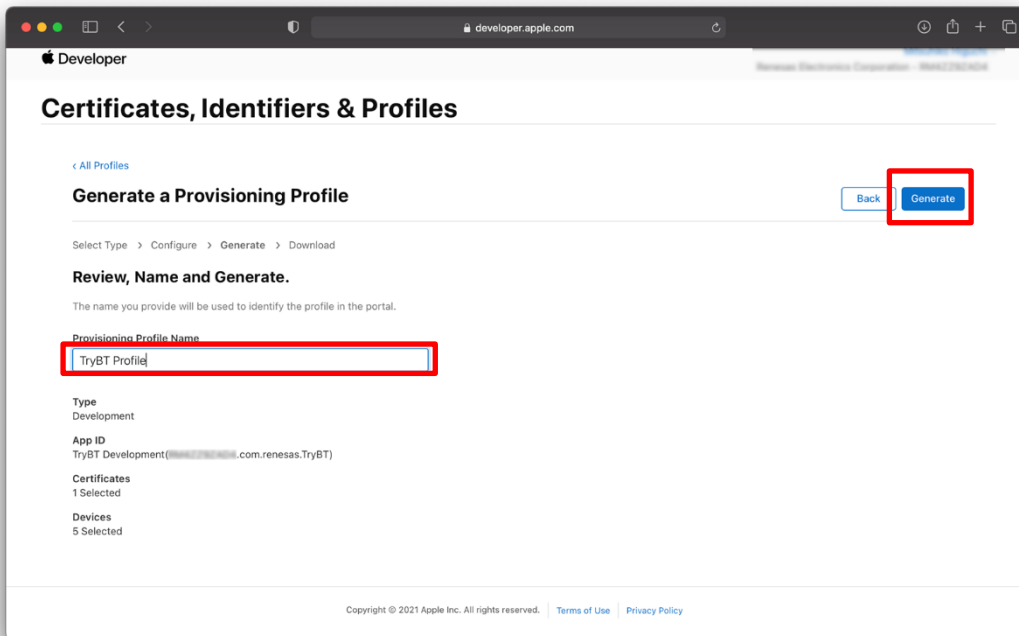 developer.apple.com
Developer
Certificates, Identifiers & Profiles
‹ All Profiles
Generate a Provisioning Profile
Back
Generate
Select Type › Configure › Generate › Download
Review, Name and Generate.
The name you provide will be used to identify the profile in the portal.
Provisioning Profile Name
TryBT Profile
Type
Development
App ID
TryBT Development( .com.renesas.TryBT)
Certificates
1 Selected
Devices
5 Selected
Copyright © 2021 Apple Inc. All rights reserved. Terms of Use Privacy Policy